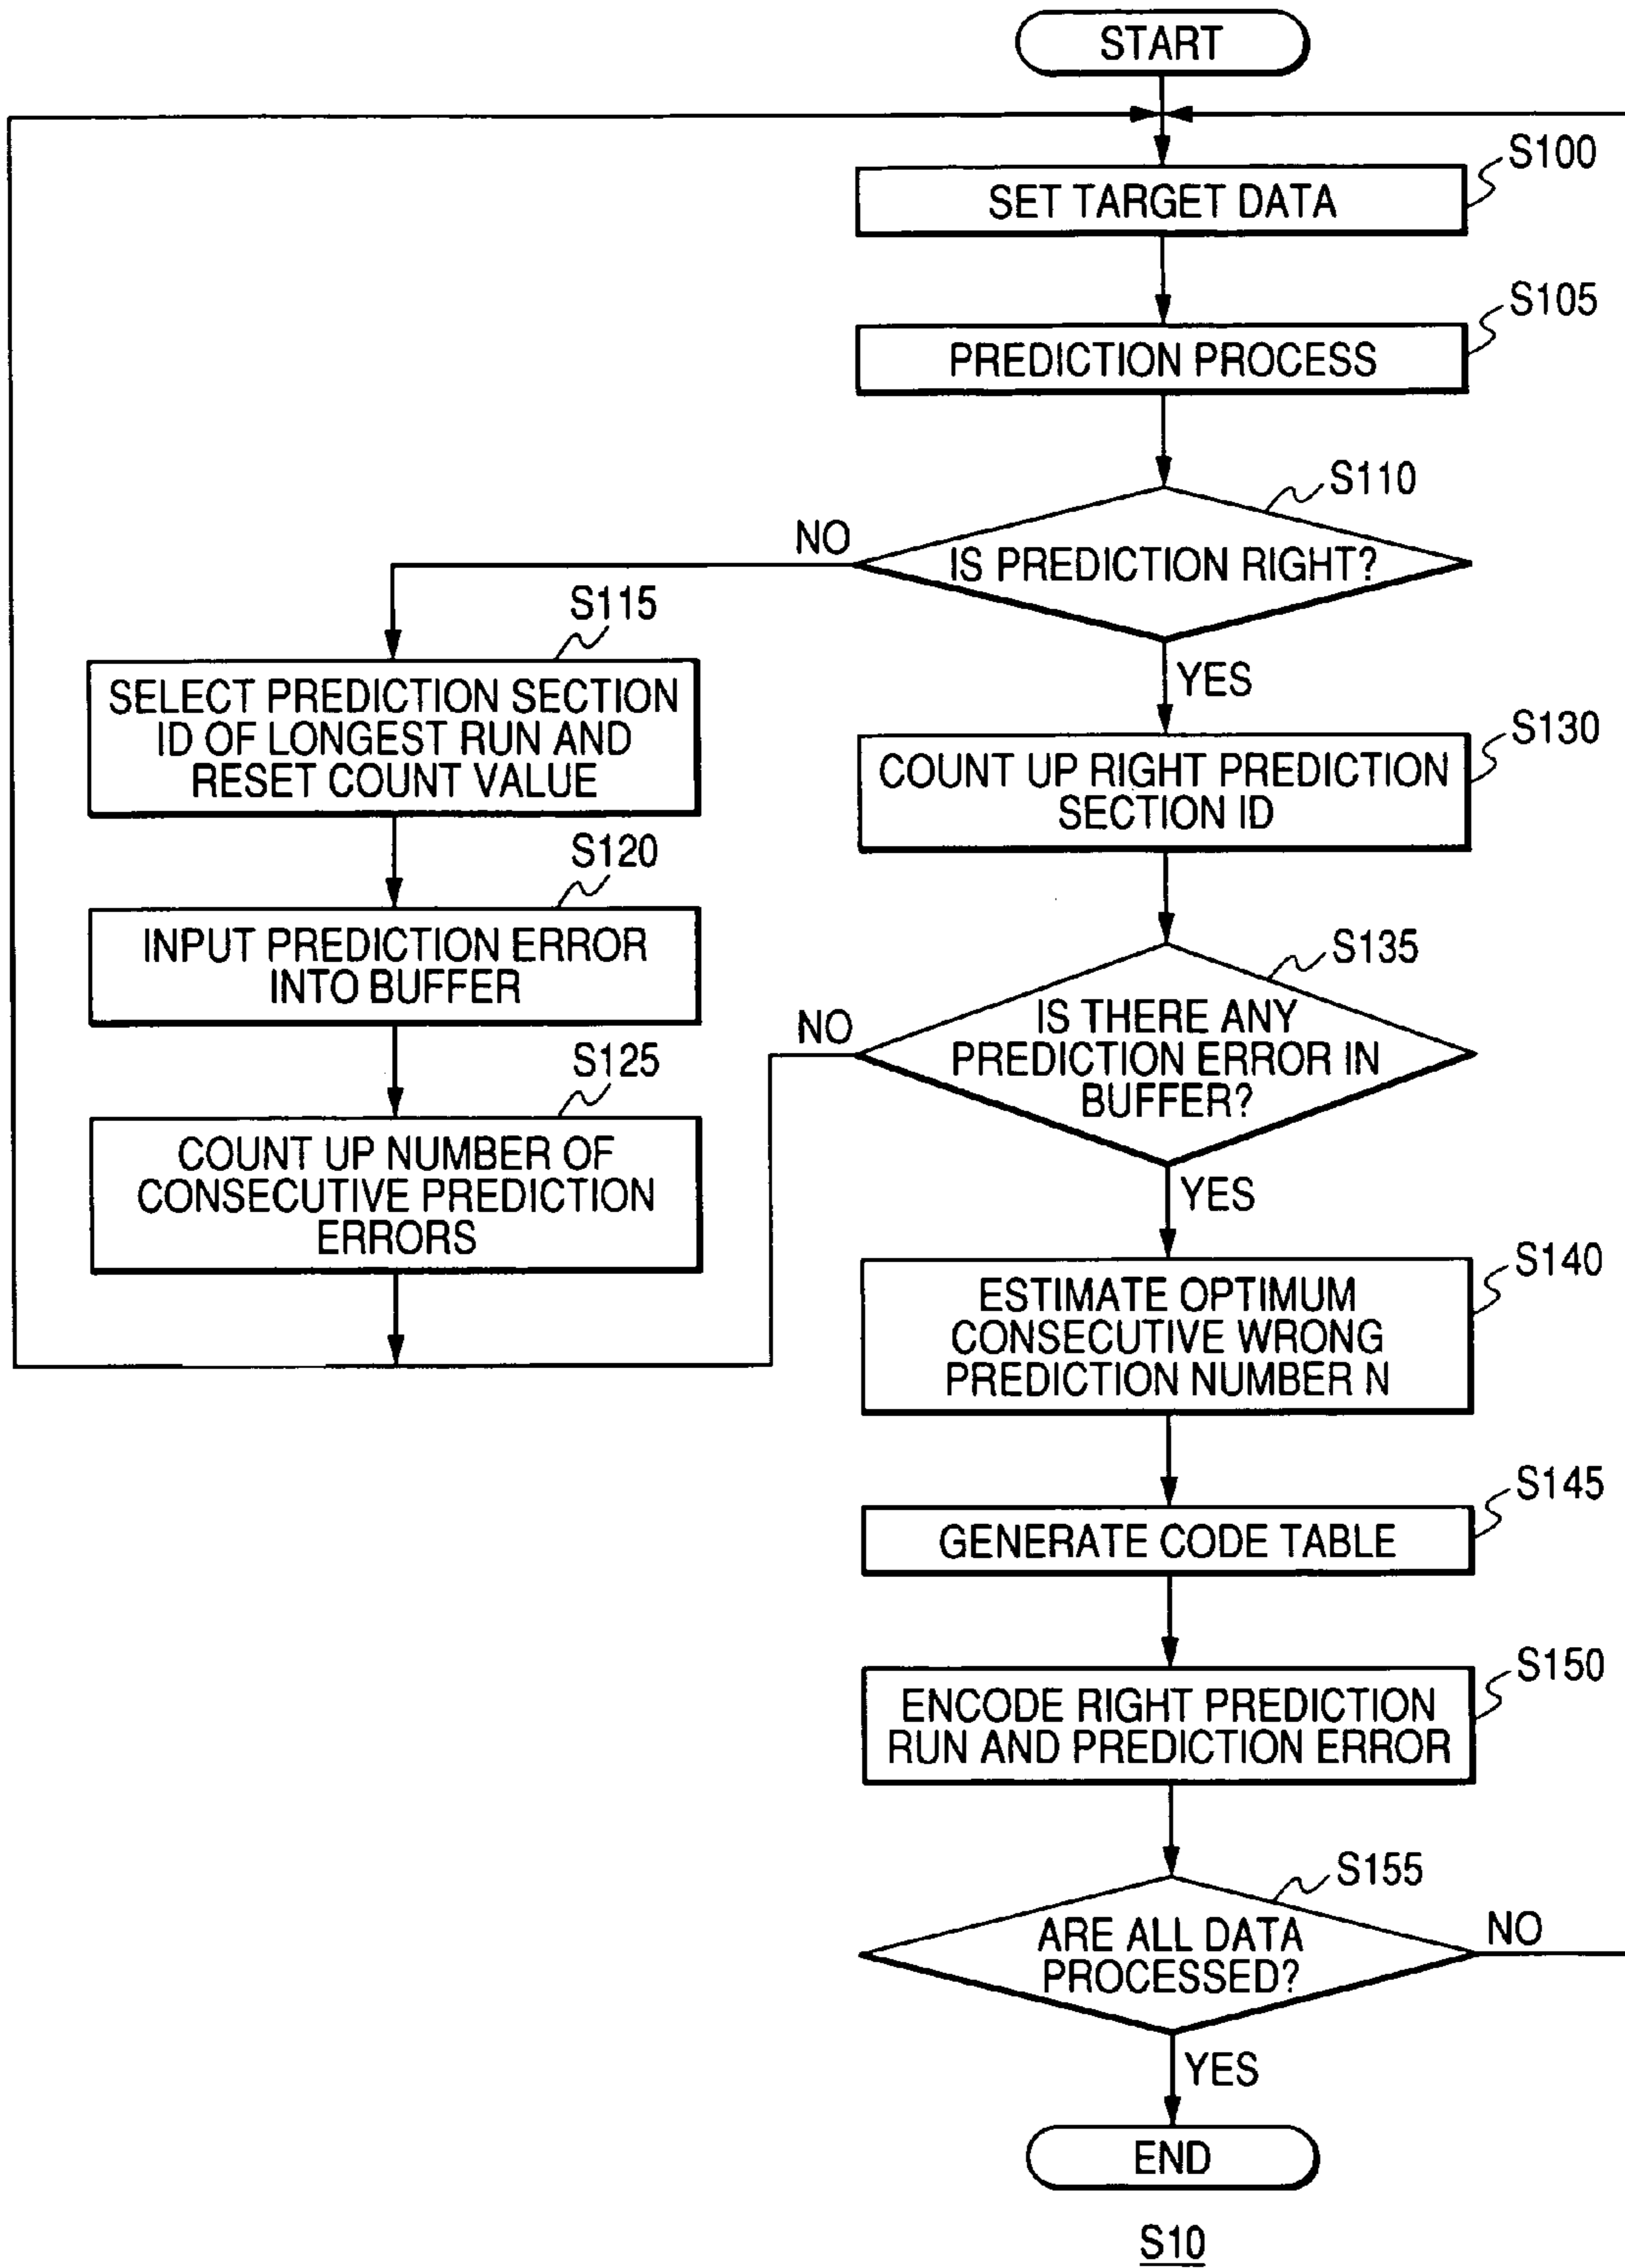 START
S100
SET TARGET DATA
S105
PREDICTION PROCESS
S110
IS PREDICTION RIGHT?
NO
YES
S115
SELECT PREDICTION SECTION
ID OF LONGEST RUN AND
RESET COUNT VALUE
S120
INPUT PREDICTION ERROR
INTO BUFFER
S125
COUNT UP NUMBER OF
CONSECUTIVE PREDICTION
ERRORS
S130
COUNT UP RIGHT PREDICTION
SECTION ID
S135
IS THERE ANY
PREDICTION ERROR IN
BUFFER?
NO
YES
S140
ESTIMATE OPTIMUM
CONSECUTIVE WRONG
PREDICTION NUMBER N
S145
GENERATE CODE TABLE
S150
ENCODE RIGHT PREDICTION
RUN AND PREDICTION ERROR
S155
ARE ALL DATA
PROCESSED?
NO
YES
END
S10